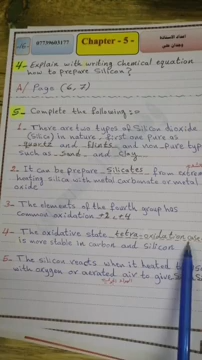 Chapter - 5 -
4- Explain with writing chemical equation
how to prepare Silicon?
A/ Page (6, 7)
5- Complete the following:-
1- There are two types of silicon dioxide
(Silica) in nature, first one pure as
quartz and Flints and non-Pure type
such as Sand and Clay
2- It can be prepare Silicates from
heating silicon with metal carbonate or metal
oxide
3- The elements of the fourth group has
common oxidation +2, +4
4- The oxidative state tetra-oxidation
is more stable in carbon and silicon
5- The silicon reacts when it heated to
with oxygen or aerated air to give